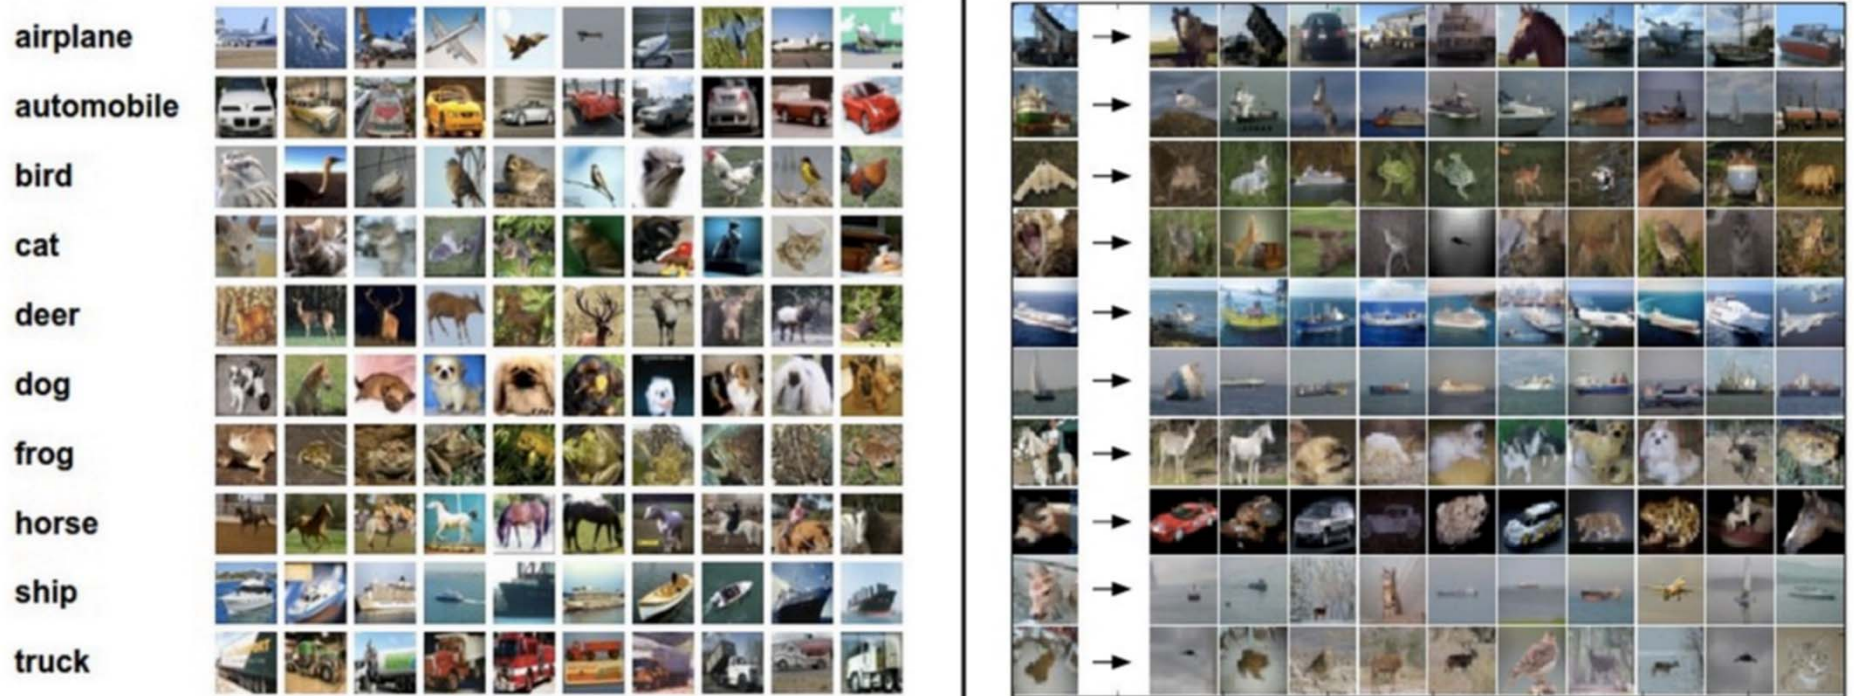 airplane
automobile
bird
cat
deer
dog
frog
horse
ship
truck